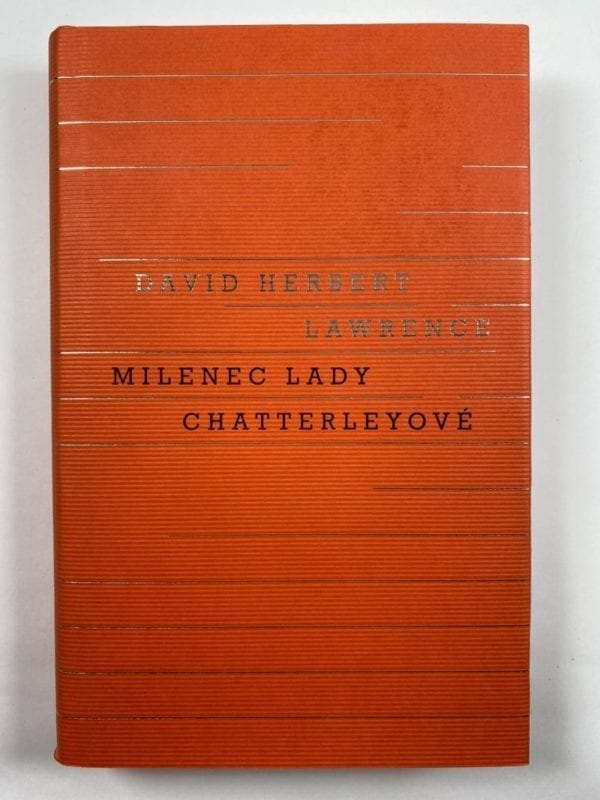 DAVID HERBERT
LAWRENCE
MILENEC LADY
CHATTERLEYOVÉ